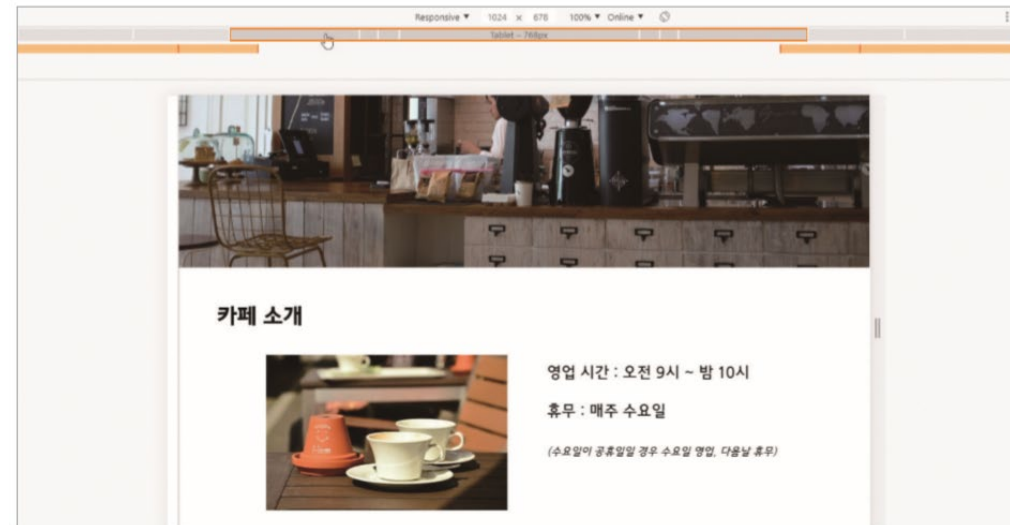 Responsive ▼ 1024 × 678 100% ▼ Online ▼
Tablet – 768px
카페 소개
영업 시간 : 오전 9시 ~ 밤 10시
휴무 : 매주 수요일
(수요일이 공휴일일 경우 수요일 영업, 다음날 휴무)